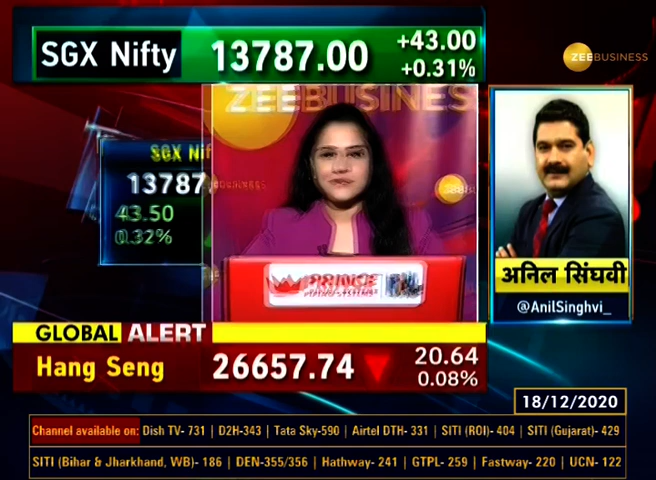 SGX Nifty
13787.00
+43.00
+0.31%
ZEEBUSINESS
ZEEBUSINES
SGX Nif
13787
43.50
0.32%
PRINCE
अनिल सिंघवी
@AnilSinghvi_
GLOBAL ALERT
Hang Seng
26657.74
20.64
0.08%
18/12/2020
Channel available on: Dish TV- 731 | D2H-343 | Tata Sky-590 | Airtel DTH- 331 | SITI (ROI)- 404 | SITI (Gujarat)- 429
SITI (Bihar & Jharkhand, WB)- 186 | DEN-355/356 | Hathway- 241 | GTPL- 259 | Fastway- 220 | UCN- 122